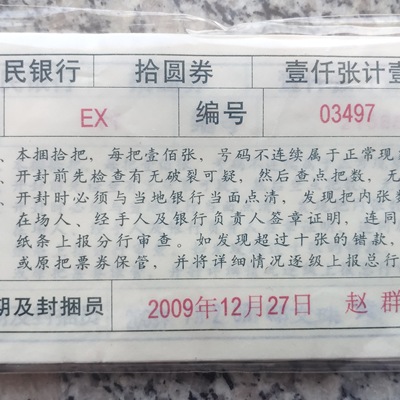 民银行 拾圆券 壹仟张计壹
EX 编号 03497
、本捆拾把,每把壹佰张,号码不连续属于正常现
开封前先检查有无破裂可疑,然后查点把数,无
、开封时必须与当地银行当面点清,发现把内张数
在场人、经手人及银行负责人签章证明,连同
纸条上报分行审查。如发现超过十张的错款,
或原把票券保管,并将详细情况逐级上报总行
期及封捆员 2009年12月27日 赵群